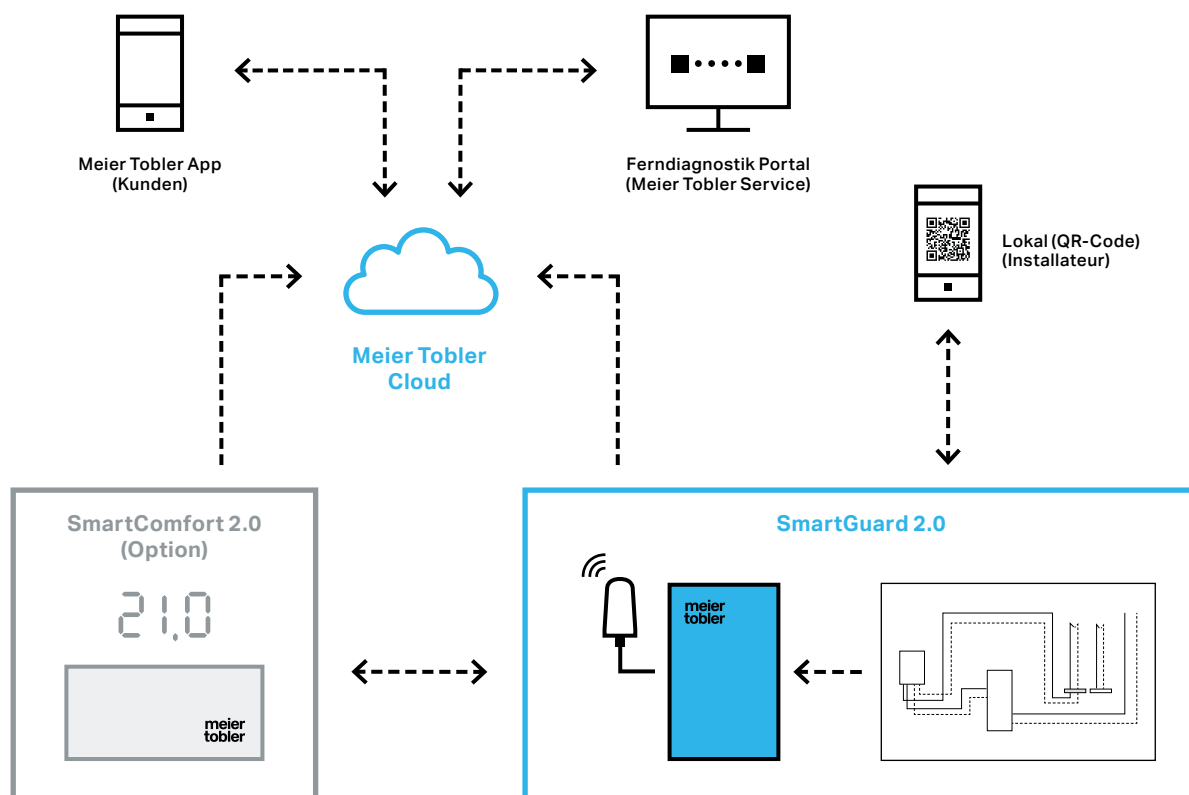 Meier Tobler App
(Kunden)
Ferndiagnostik Portal
(Meier Tobler Service)
Lokal (QR-Code)
(Installateur)
Meier Tobler
Cloud
SmartComfort 2.0
(Option)
21,0
meier
tobler
SmartGuard 2.0
meier
tobler